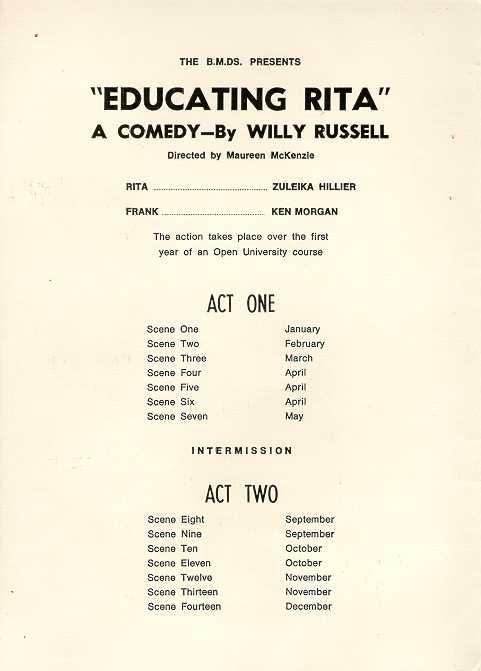 THE B.M.DS. PRESENTS
"EDUCATING RITA"
A COMEDY—By WILLY RUSSELL
Directed by Maureen McKenzie
RITA ............................................ ZULEIKA HILLIER
FRANK ........................................ KEN MORGAN
The action takes place over the first
year of an Open University course
ACT ONE
Scene One January
Scene Two February
Scene Three March
Scene Four April
Scene Five April
Scene Six April
Scene Seven May
INTERMISSION
ACT TWO
Scene Eight September
Scene Nine September
Scene Ten October
Scene Eleven October
Scene Twelve November
Scene Thirteen November
Scene Fourteen December